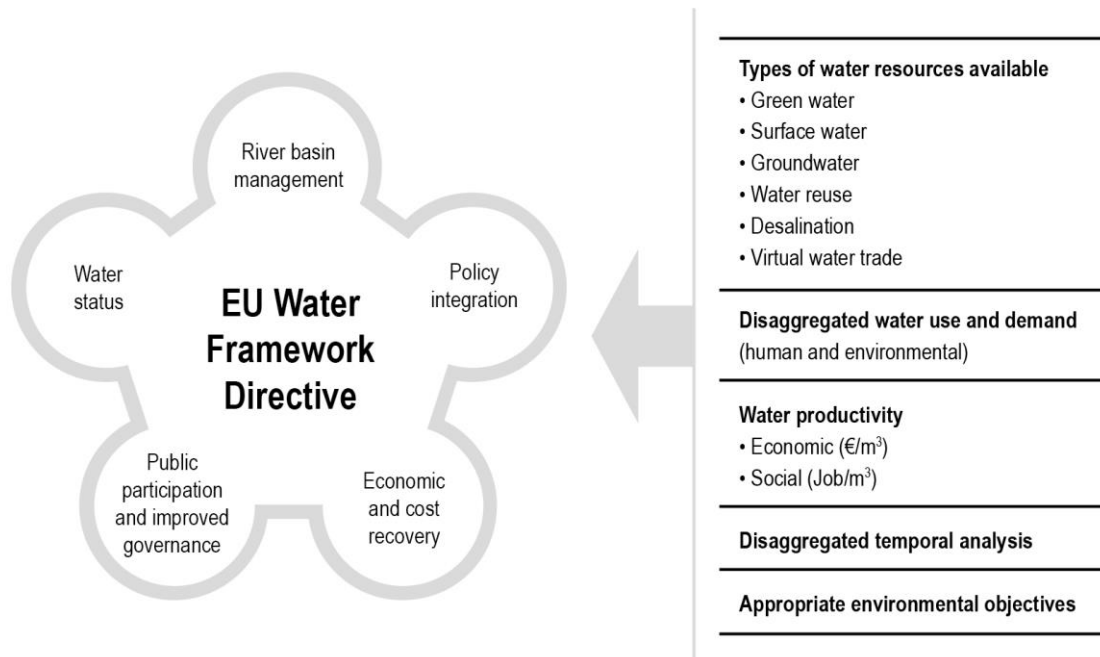 River basin
management
Water
status
Policy
integration
EU Water
Framework
Directive
Public
participation
and improved
governance
Economic
and cost
recovery
Types of water resources available
• Green water
• Surface water
• Groundwater
• Water reuse
• Desalination
• Virtual water trade
Disaggregated water use and demand
(human and environmental)
Water productivity
• Economic (€/m³)
• Social (Job/m³)
Disaggregated temporal analysis
Appropriate environmental objectives